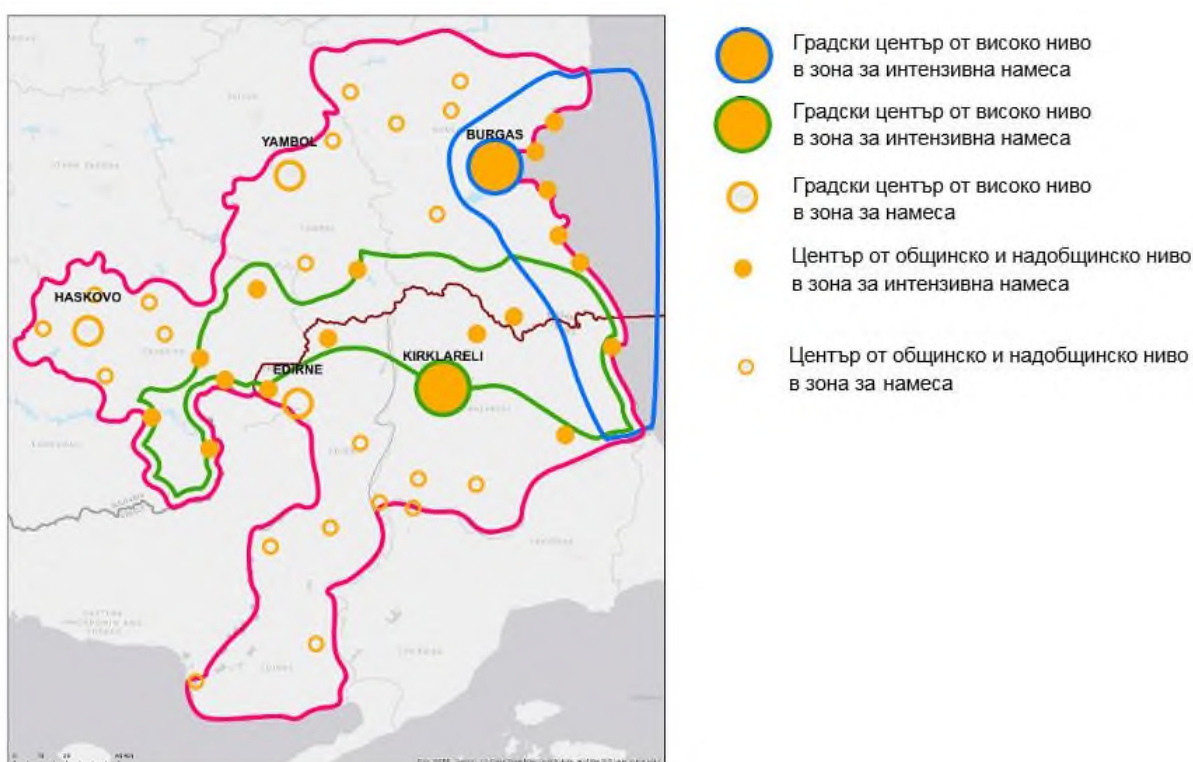 BURGAS
YAMBOL
HASKOVO
EDIRNE
KIRKLARELI
Градски център от високо ниво
в зона за интензивна намеса
Градски център от високо ниво
в зона за интензивна намеса
Градски център от високо ниво
в зона за намеса
Център от общинско и надобщинско ниво
в зона за интензивна намеса
Център от общинско и надобщинско ниво
в зона за намеса